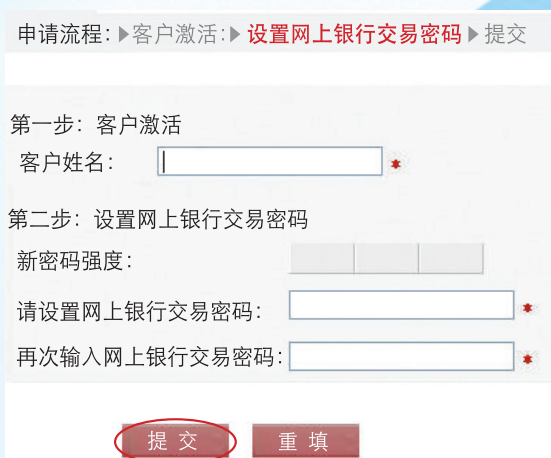 申请流程：▶客户激活：▶ 设置网上银行交易密码 ▶ 提交
第一步：客户激活
客户姓名：
第二步：设置网上银行交易密码
新密码强度：
请设置网上银行交易密码：
再次输入网上银行交易密码：
提 交 重 填